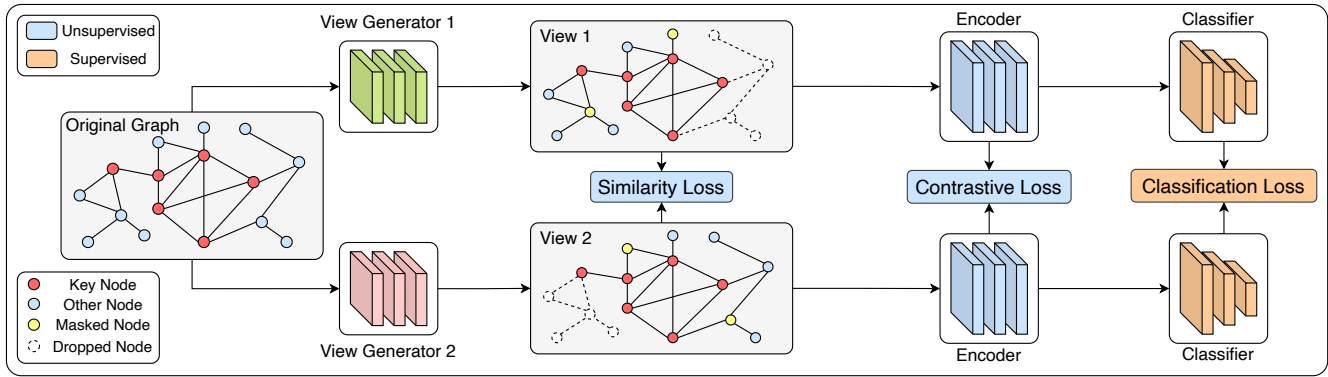 Unsupervised
Supervised
View Generator 1
View 1
Encoder
Classifier
Original Graph
Similarity Loss
Contrastive Loss
Classification Loss
View 2
Key Node
Other Node
Masked Node
Dropped Node
View Generator 2
Encoder
Classifier